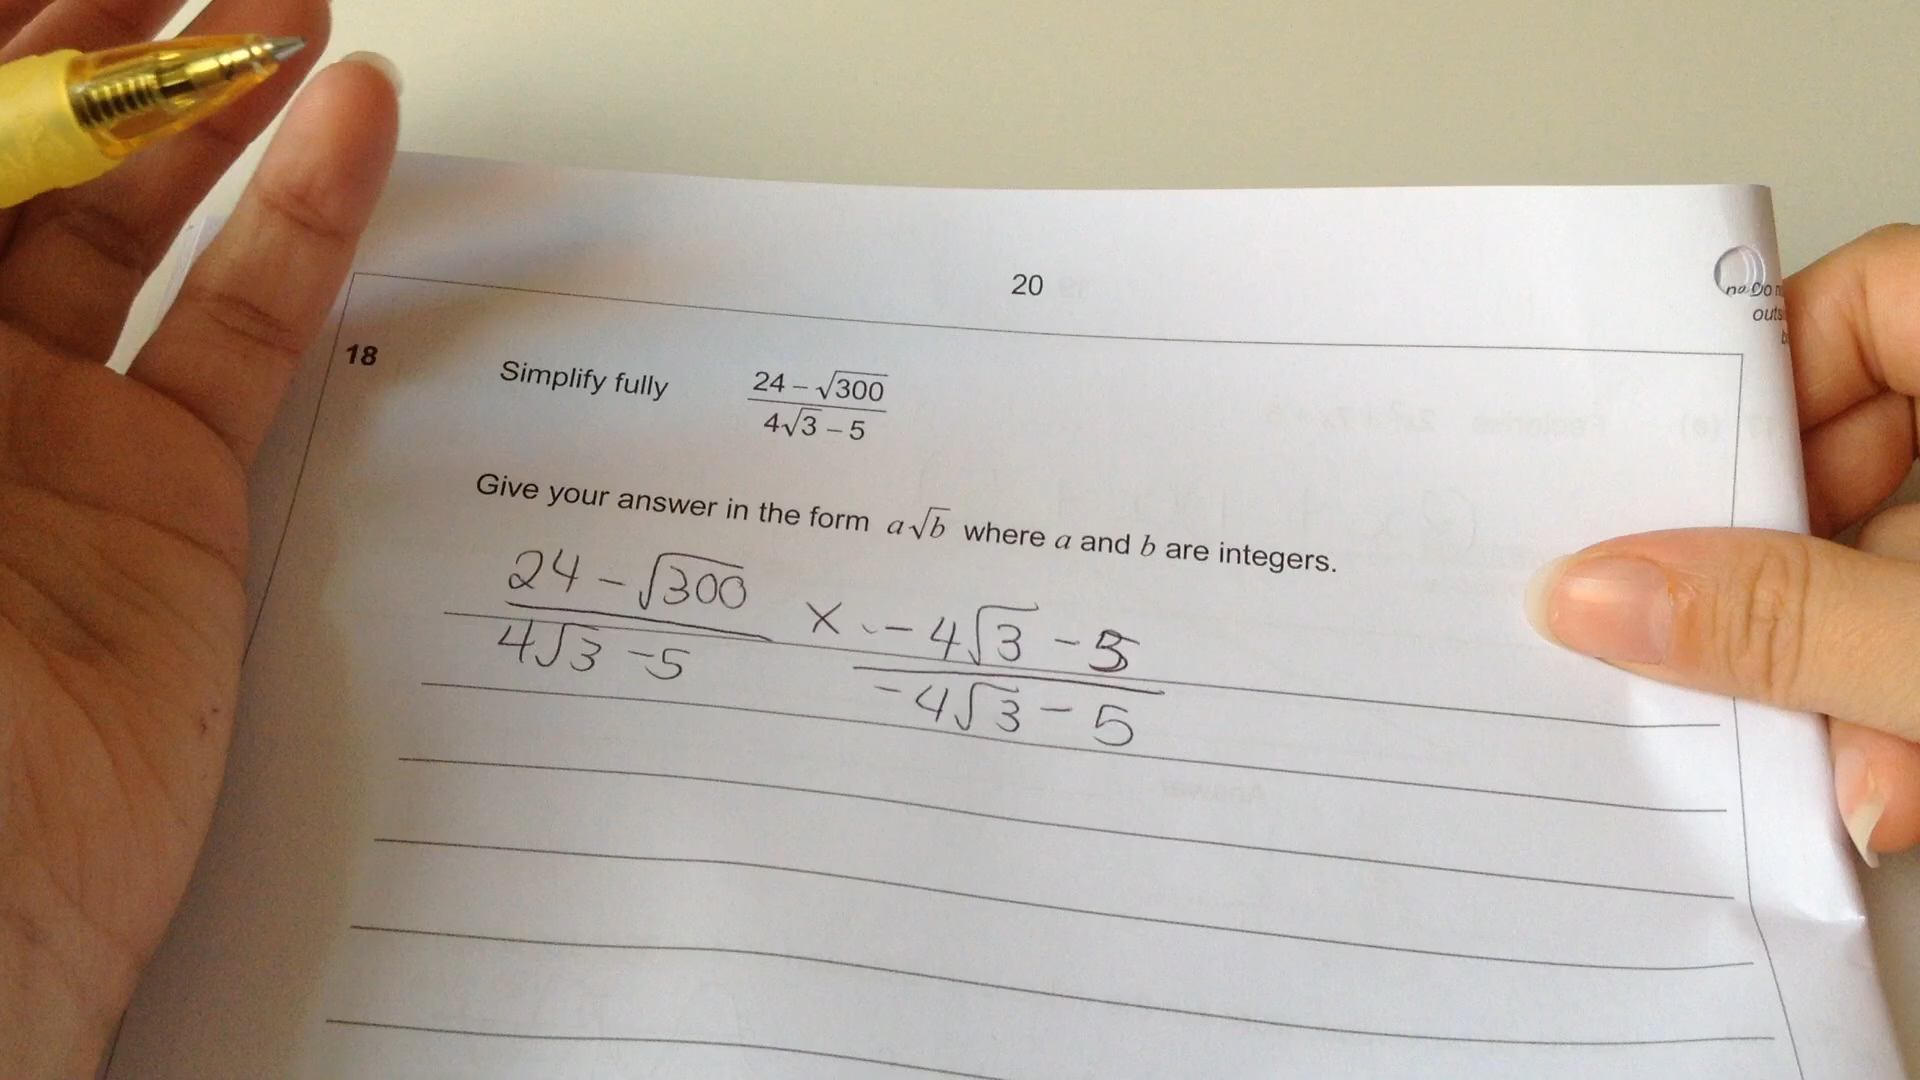 20
outs
18 Simplify fully (24 – √300)/(4√3 – 5)
Give your answer in the form a√b where a and b are integers.
(24 - √300)/(4√3 - 5) × (-4√3 - 5)/(-4√3 - 5)